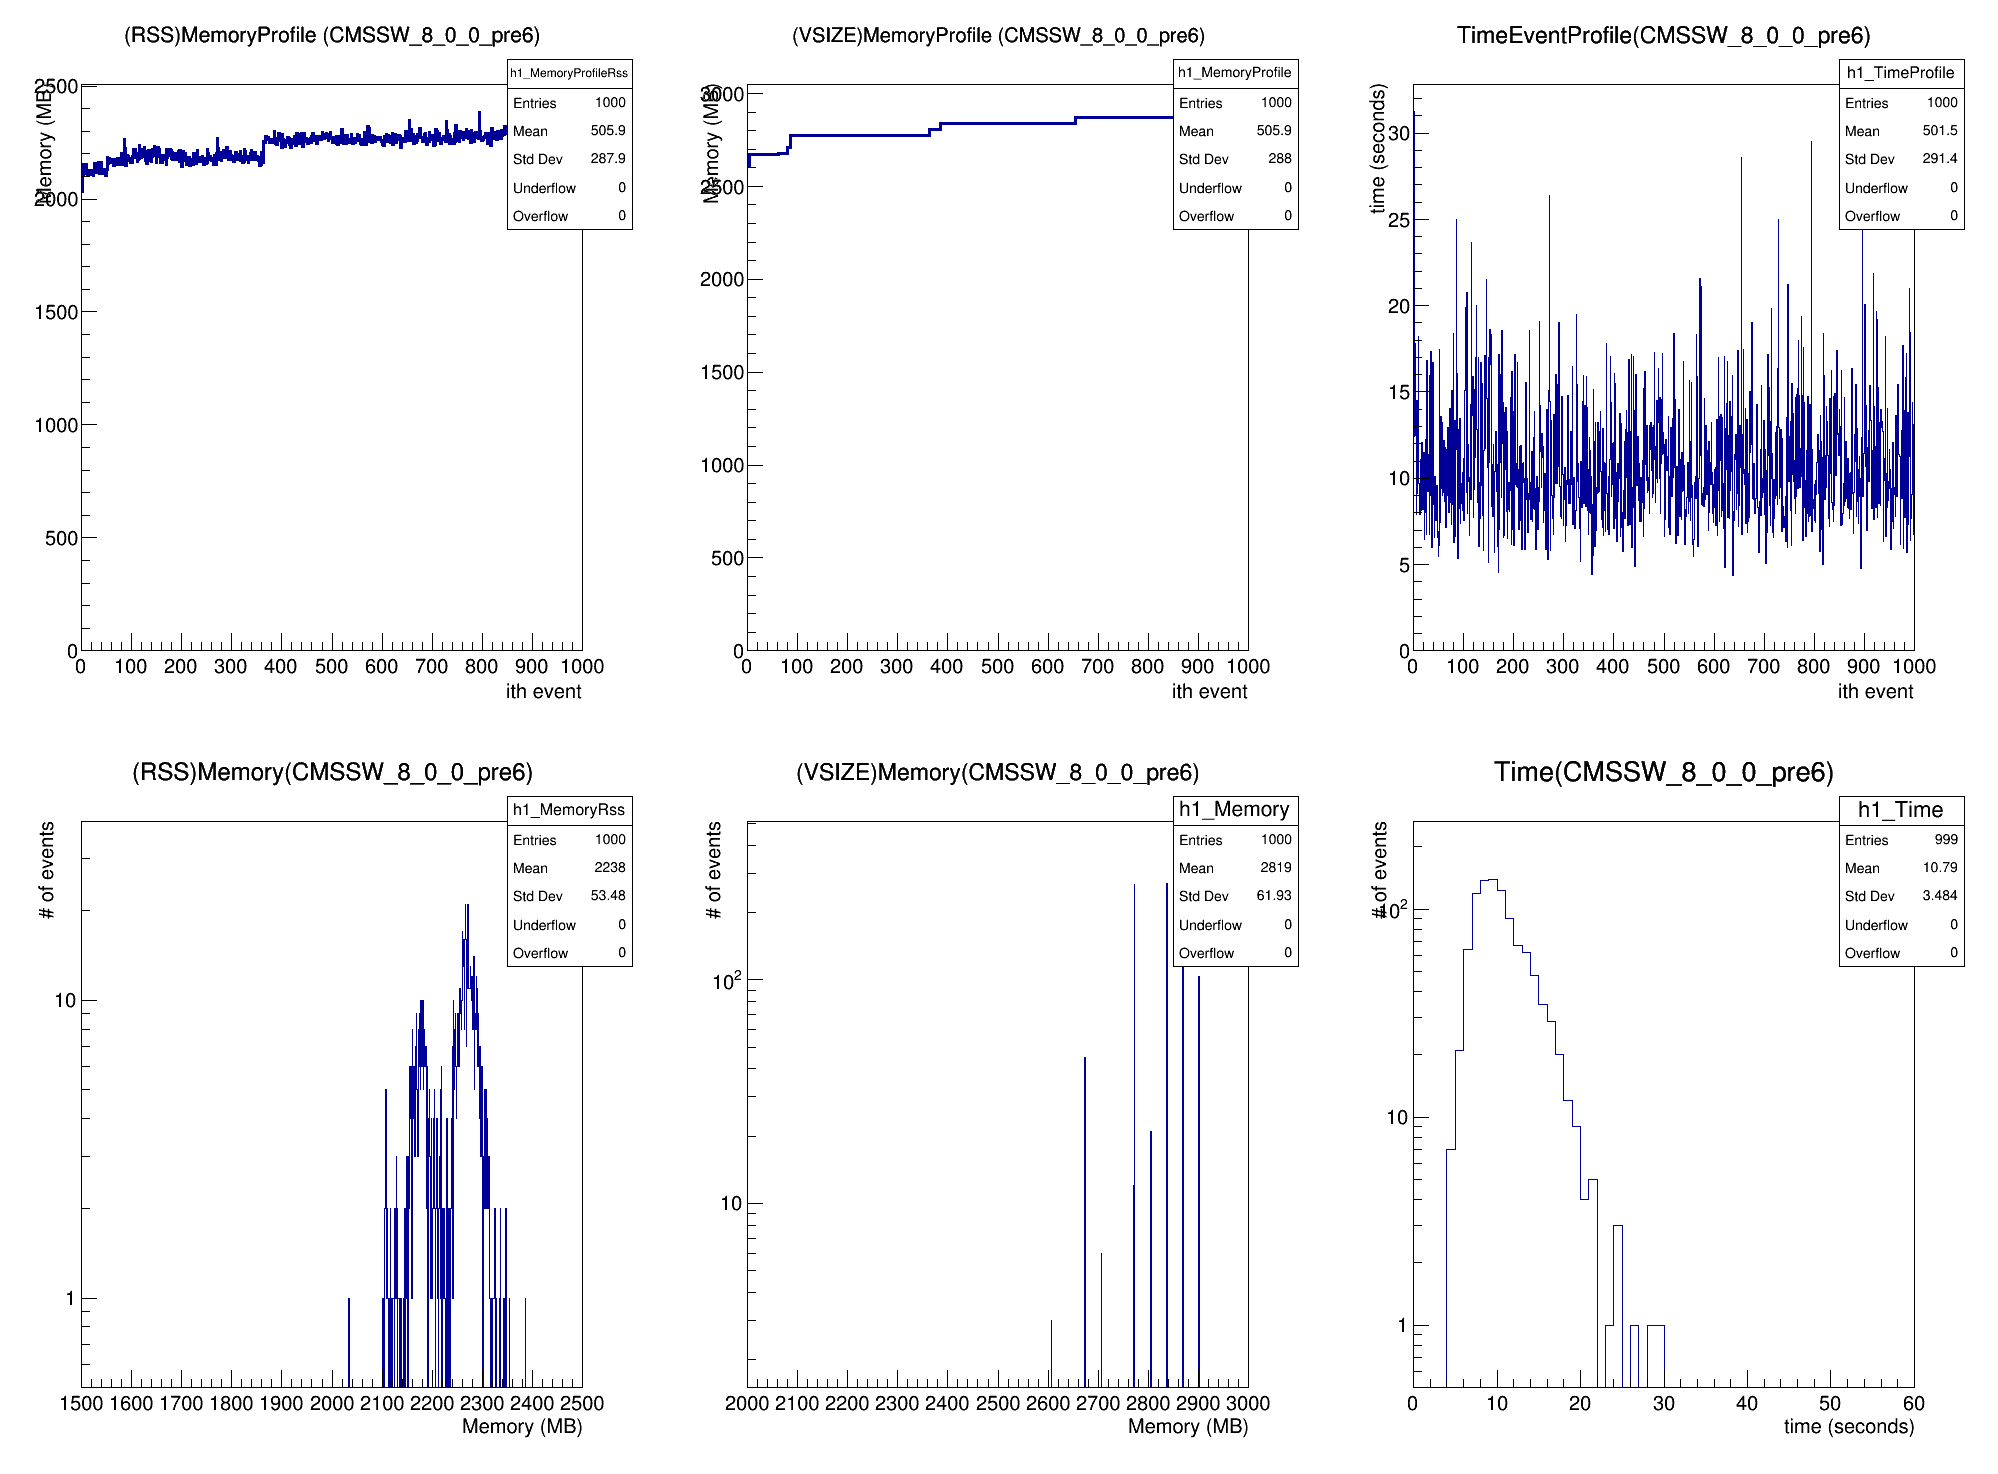 (RSS)MemoryProfile (CMSSW_8_0_0_pre6)
h1_MemoryProfileRss
Entries 1000
Mean 505.9
Std Dev 287.9
Underflow 0
Overflow 0
Memory (MB)
2500
2000
1500
1000
500
0
0 100 200 300 400 500 600 700 800 900 1000
ith event
(VSIZE)MemoryProfile (CMSSW_8_0_0_pre6)
h1_MemoryProfile
Entries 1000
Mean 505.9
Std Dev 288
Underflow 0
Overflow 0
Memory (MB)
3000
2500
2000
1500
1000
500
0
0 100 200 300 400 500 600 700 800 900 1000
ith event
TimeEventProfile(CMSSW_8_0_0_pre6)
h1_TimeProfile
Entries 1000
Mean 501.5
Std Dev 291.4
Underflow 0
Overflow 0
time (seconds)
30
25
20
15
10
5
0
0 100 200 300 400 500 600 700 800 900 1000
ith event
(RSS)Memory(CMSSW_8_0_0_pre6)
h1_MemoryRss
Entries 1000
Mean 2238
Std Dev 53.48
Underflow 0
Overflow 0
# of events
10
1
1500 1600 1700 1800 1900 2000 2100 2200 2300 2400 2500
Memory (MB)
(VSIZE)Memory(CMSSW_8_0_0_pre6)
h1_Memory
Entries 1000
Mean 2819
Std Dev 61.93
Underflow 0
Overflow 0
# of events
10²
10
2000 2100 2200 2300 2400 2500 2600 2700 2800 2900 3000
Memory (MB)
Time(CMSSW_8_0_0_pre6)
h1_Time
Entries 999
Mean 10.79
Std Dev 3.484
Underflow 0
Overflow 0
# of events
10²
10
1
0 10 20 30 40 50 60
time (seconds)